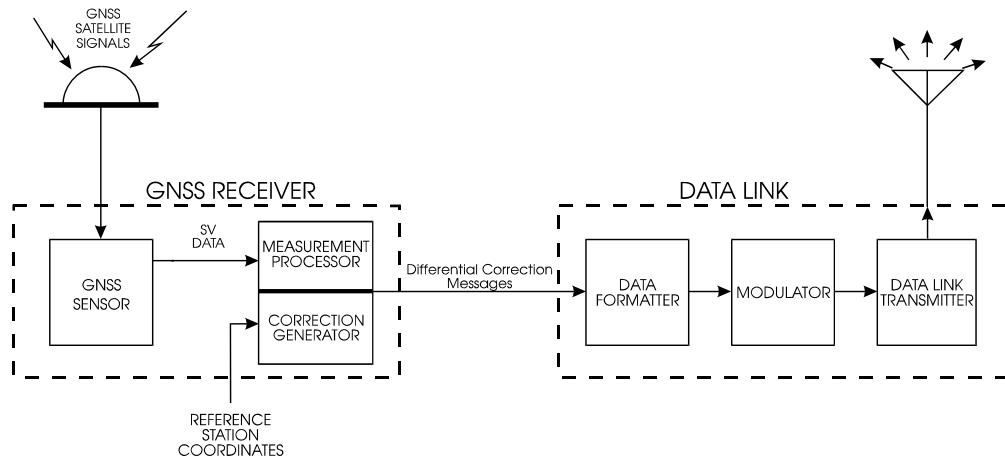 GNSS
SATELLITE
SIGNALS
GNSS RECEIVER
DATA LINK
SV
DATA
MEASUREMENT
PROCESSOR
GNSS
SENSOR
CORRECTION
GENERATOR
Differential Correction
Messages
DATA
FORMATTER
MODULATOR
DATA LINK
TRANSMITTER
REFERENCE
STATION
COORDINATES